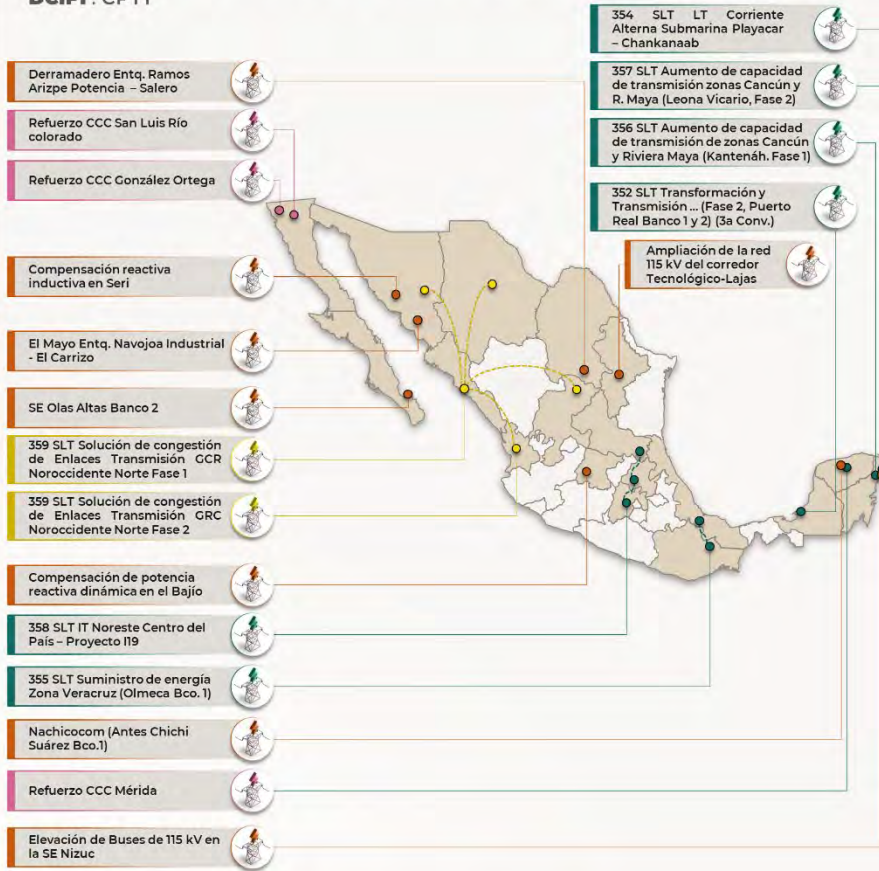 Derramadero Entq. Ramos
Arizpe Potencia – Salero
Refuerzo CCC San Luis Río
colorado
Refuerzo CCC González Ortega
Compensación reactiva
inductiva en Seri
El Mayo Entq. Navojoa Industrial
- El Carrizo
SE Olas Altas Banco 2
359 SLT Solución de congestión
de Enlaces Transmisión GCR
Noroccidente Norte Fase 1
359 SLT Solución de congestión
de Enlaces Transmisión GRC
Noroccidente Norte Fase 2
Compensación de potencia
reactiva dinámica en el Bajío
358 SLT IT Noreste Centro del
País – Proyecto I19
355 SLT Suministro de energía
Zona Veracruz (Olmeca Bco. 1)
Nachicocom (Antes Chichi
Suárez Bco.1)
Refuerzo CCC Mérida
Elevación de Buses de 115 kV en
la SE Nizuc
354 SLT LT Corriente
Alterna Submarina Playacar
– Chankanaab
357 SLT Aumento de capacidad
de transmisión zonas Cancún y
R. Maya (Leona Vicario, Fase 2)
356 SLT Aumento de capacidad
de transmisión de zonas Cancún
y Riviera Maya (Kantenáh. Fase 1)
352 SLT Transformación y
Transmisión ... (Fase 2, Puerto
Real Banco 1 y 2) (3a Conv.)
Ampliación de la red
115 kV del corredor
Tecnológico-Lajas